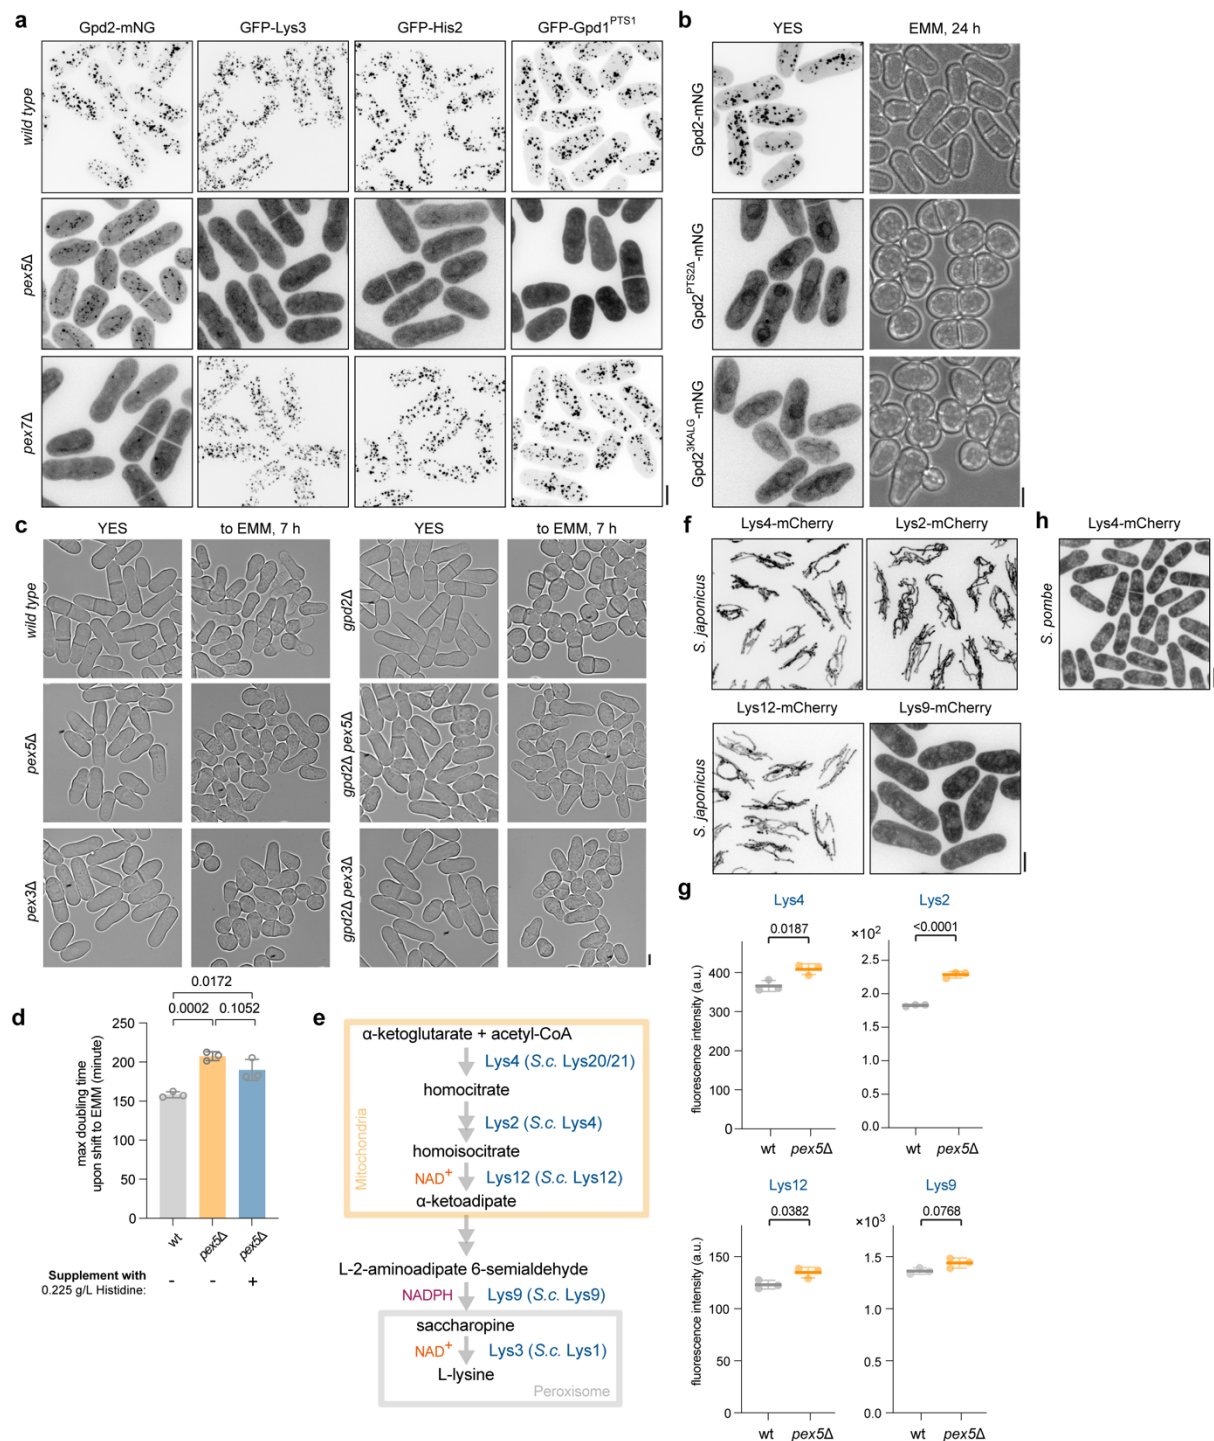 a
Gpd2-mNG
GFP-Lys3
GFP-His2
GFP-Gpd1^PTS1
wild type
pex5Δ
pex7Δ
b
YES
EMM, 24 h
Gpd2-mNG
Gpd2^PTS2Δ-mNG
Gpd2^3KALG-mNG
c
YES
to EMM, 7 h
YES
to EMM, 7 h
wild type
gpd2Δ
pex5Δ
gpd2Δ pex5Δ
pex3Δ
gpd2Δ pex3Δ
d
0.0172
0.0002
0.1052
max doubling time
upon shift to EMM (minute)
250
200
150
100
50
0
wt
pex5Δ
pex5Δ
Supplement with
0.225 g/L Histidine:
-
-
+
e
α-ketoglutarate + acetyl-CoA
Lys4 (S.c. Lys20/21)
homocitrate
Lys2 (S.c. Lys4)
homoisocitrate
NAD+
Lys12 (S.c. Lys12)
α-ketoadipate
Mitochondria
L-2-aminoadipate 6-semialdehyde
NADPH
Lys9 (S.c. Lys9)
saccharopine
NAD+
Lys3 (S.c. Lys1)
L-lysine
Peroxisome
f
Lys4-mCherry
Lys2-mCherry
S. japonicus
Lys12-mCherry
Lys9-mCherry
S. japonicus
g
Lys4
0.0187
fluorescence intensity (a.u.)
400
300
200
100
0
wt
pex5Δ
Lys2
×10²
<0.0001
2.5
2.0
1.5
1.0
0.5
0.0
wt
pex5Δ
Lys12
0.0382
fluorescence intensity (a.u.)
150
100
50
0
wt
pex5Δ
Lys9
×10³
0.0768
1.5
1.0
0.5
0.0
wt
pex5Δ
h
Lys4-mCherry
S. pombe